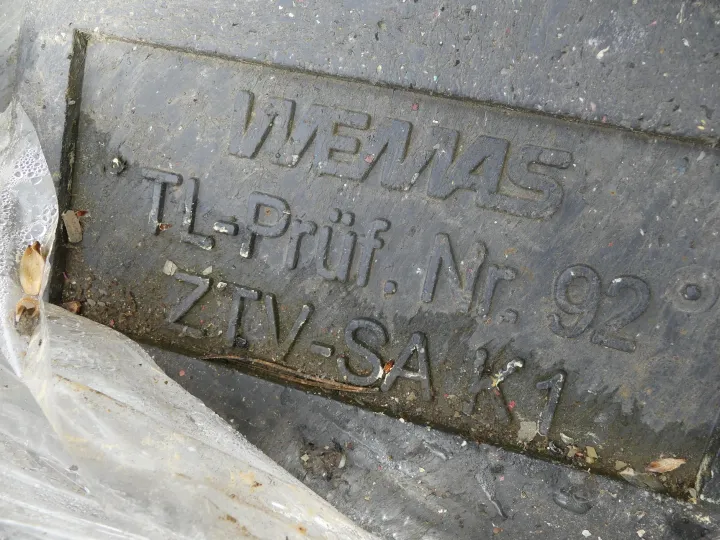 WEMAS
TL-Prüf. Nr. 92
ZTV-SA K1